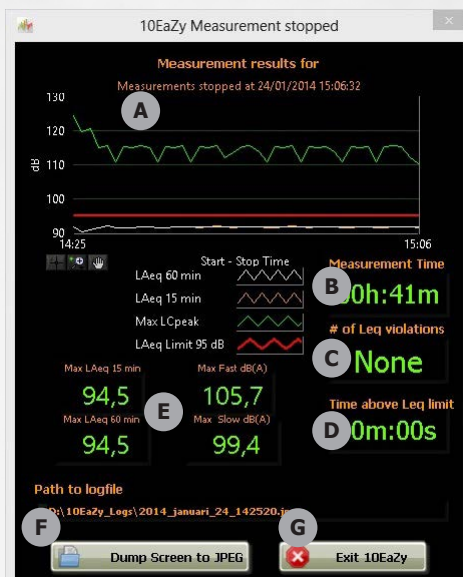 10EaZy Measurement stopped
Measurement results for
Measurements stopped at 24/01/2014 15:06:32
A
130
120
110
100
90
dB
14:25
15:06
Start - Stop Time
LAeq 60 min
LAeq 15 min
Max LCpeak
LAeq Limit 95 dB
Measurement Time
B
00h:41m
# of Leq violations
C
None
Time above Leq limit
D
0m:00s
Max LAeq 15 min
94,5
Max Fast dB(A)
105,7
E
Max LAeq 60 min
94,5
Max Slow dB(A)
99,4
Path to logfile
D:\10EaZy_Logs\2014_januari_24_142520.jp
F
Dump Screen to JPEG
G
Exit 10EaZy